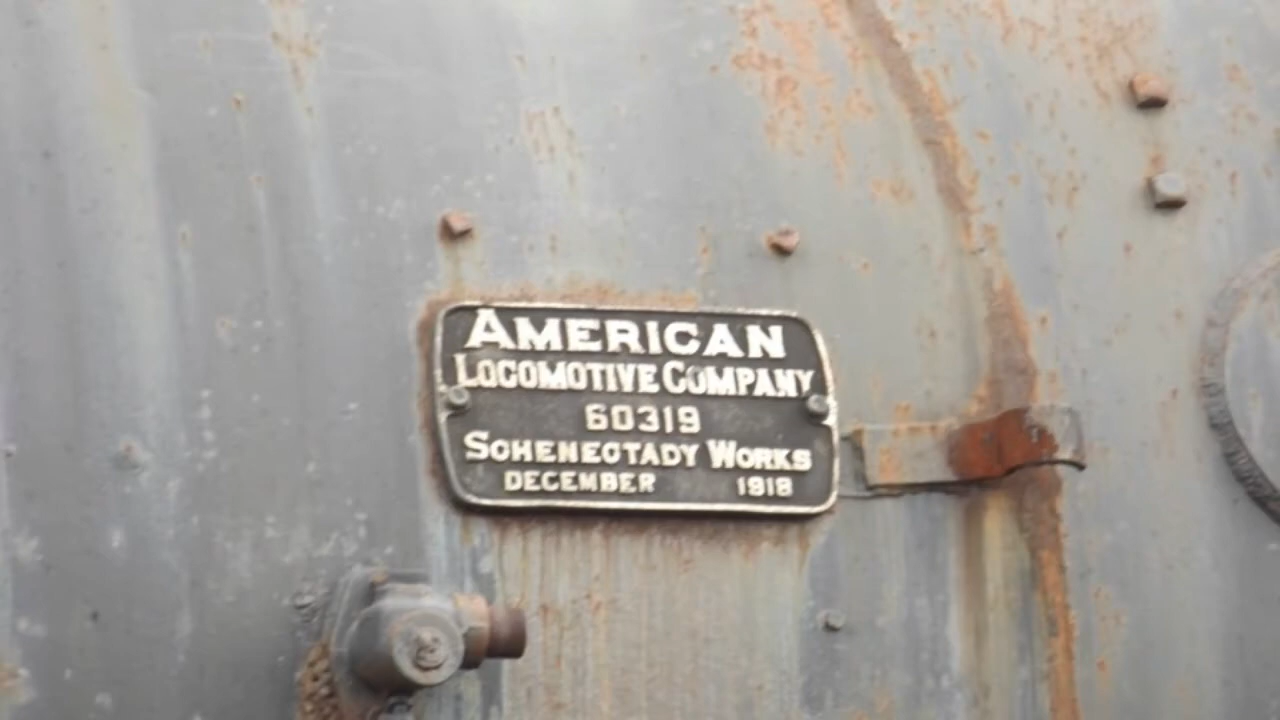 AMERICAN
LOCOMOTIVE COMPANY
60319
SCHENECTADY WORKS
DECEMBER 1918